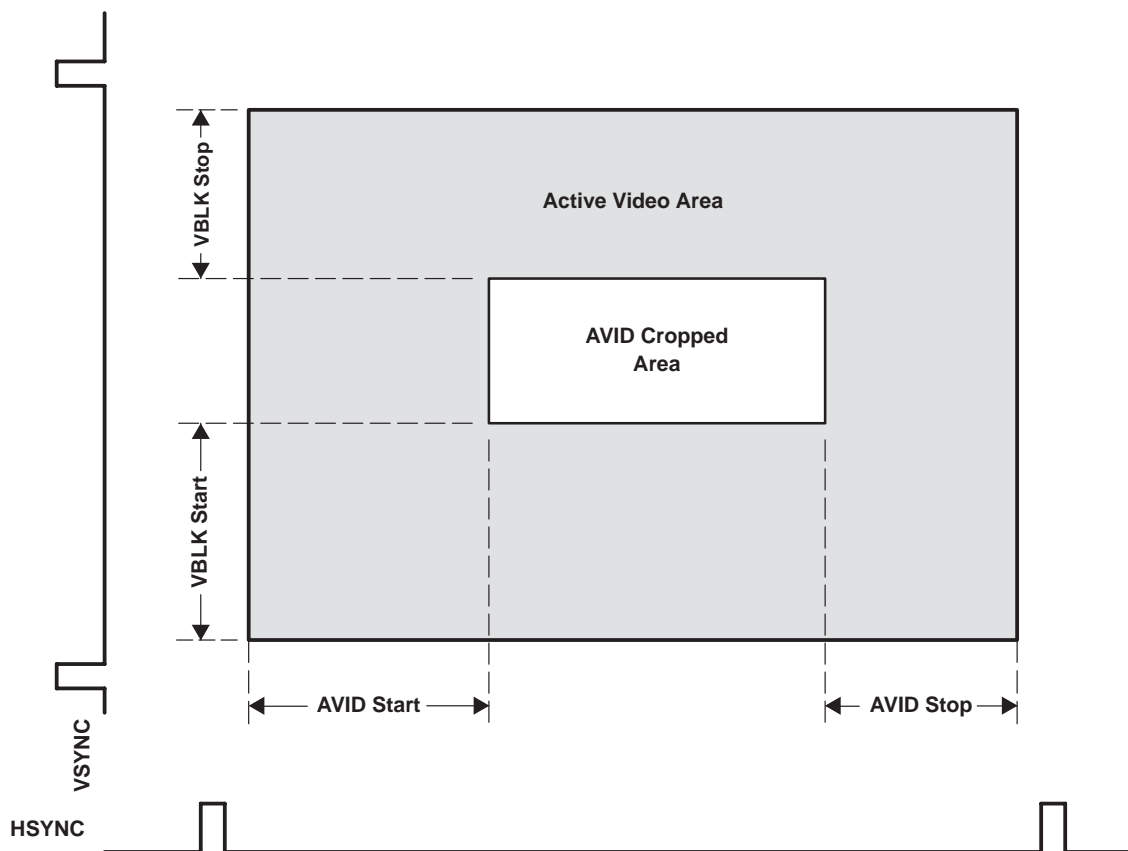 VBLK Stop
Active Video Area
AVID Cropped
Area
VBLK Start
AVID Start
AVID Stop
VSYNC
HSYNC